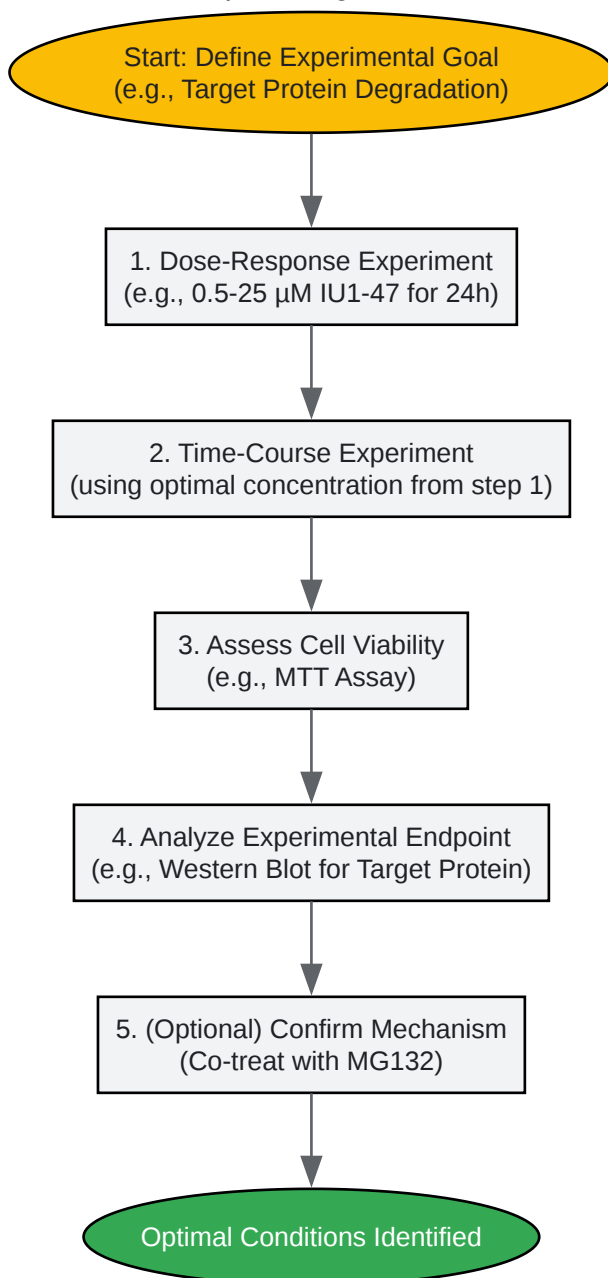 Start: Define Experimental Goal
(e.g., Target Protein Degradation)
1. Dose-Response Experiment
(e.g., 0.5-25 µM IU1-47 for 24h)
2. Time-Course Experiment
(using optimal concentration from step 1)
3. Assess Cell Viability
(e.g., MTT Assay)
4. Analyze Experimental Endpoint
(e.g., Western Blot for Target Protein)
5. (Optional) Confirm Mechanism
(Co-treat with MG132)
Optimal Conditions Identified